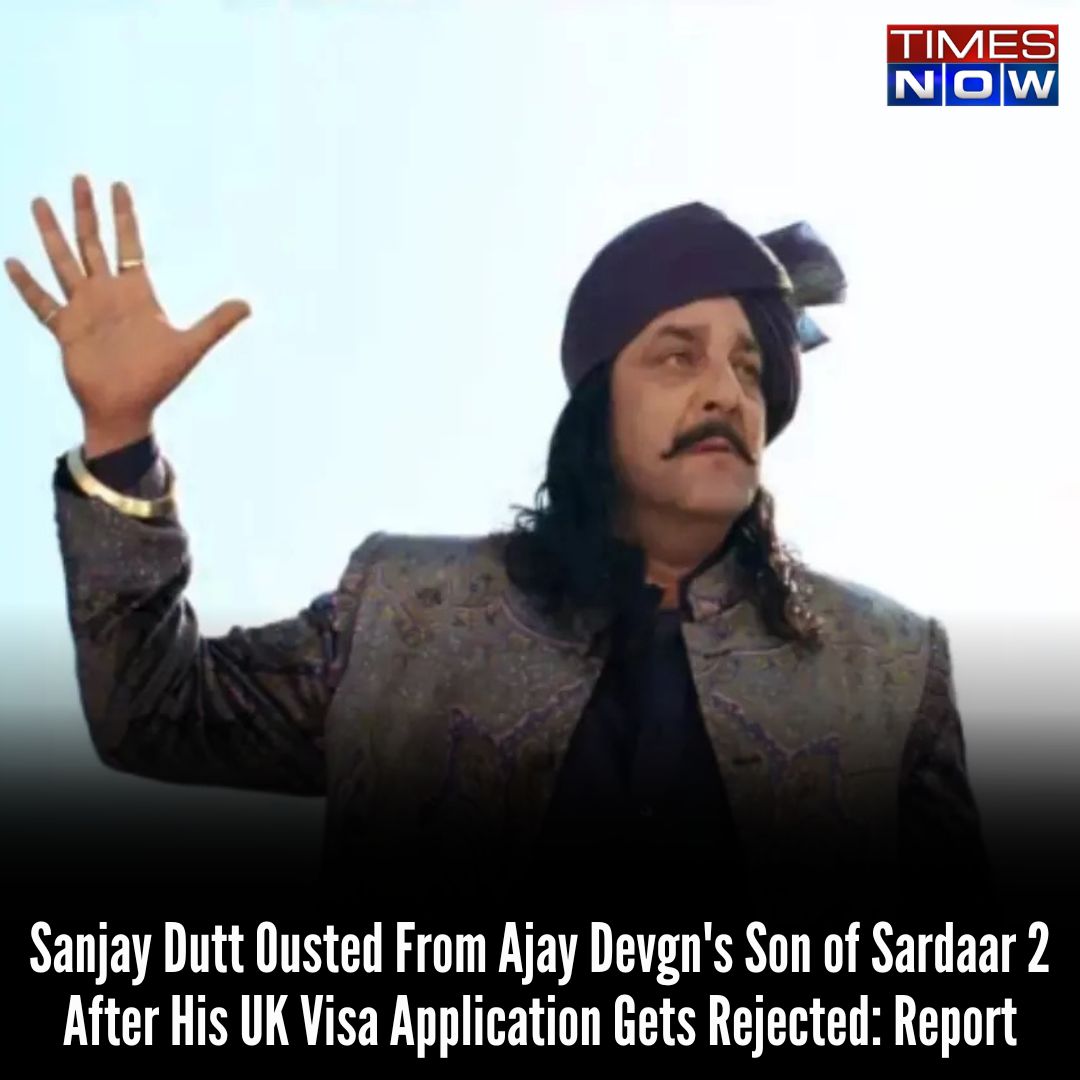 TIMES
NOW
Sanjay Dutt Ousted From Ajay Devgn's Son of Sardaar 2
After His UK Visa Application Gets Rejected: Report